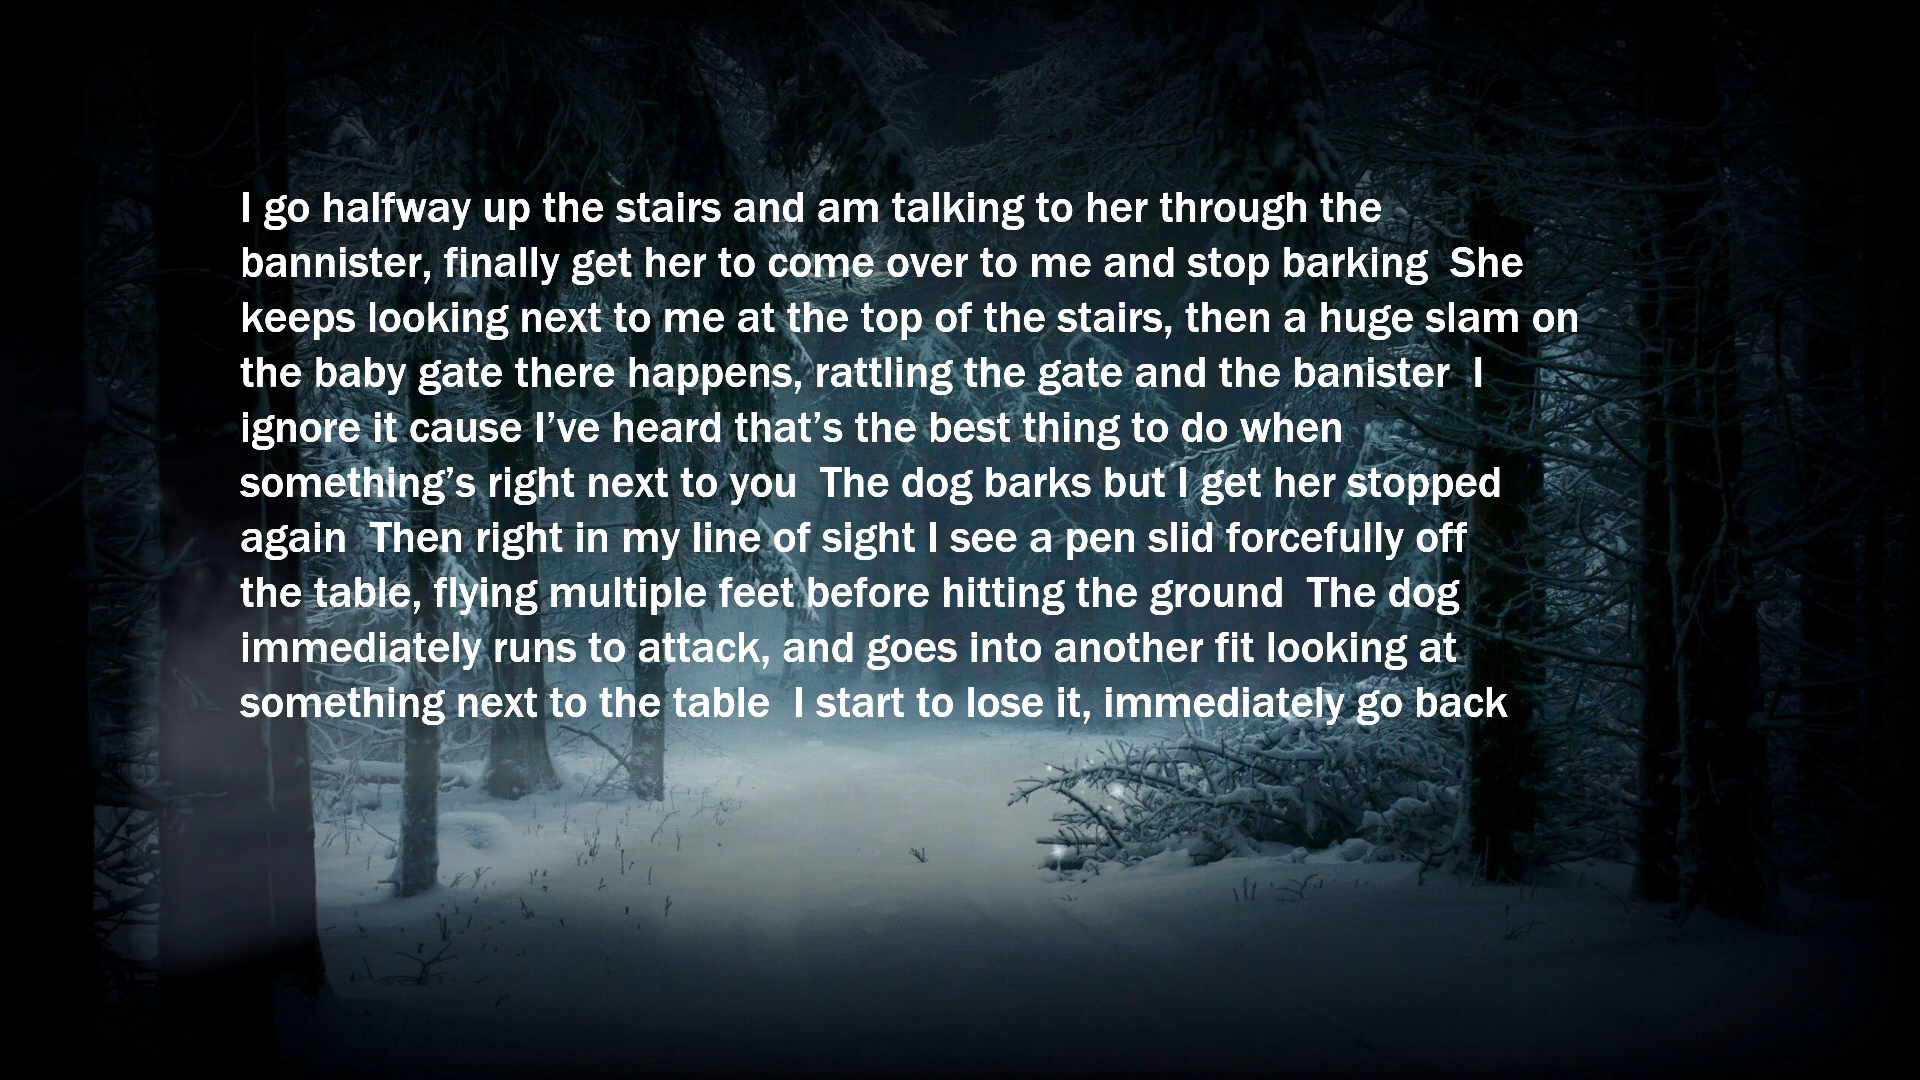 I go halfway up the stairs and am talking to her through the
bannister, finally get her to come over to me and stop barking  She
keeps looking next to me at the top of the stairs, then a huge slam on
the baby gate there happens, rattling the gate and the banister  I
ignore it cause I’ve heard that’s the best thing to do when
something’s right next to you  The dog barks but I get her stopped
again  Then right in my line of sight I see a pen slid forcefully off
the table, flying multiple feet before hitting the ground  The dog
immediately runs to attack, and goes into another fit looking at
something next to the table  I start to lose it, immediately go back